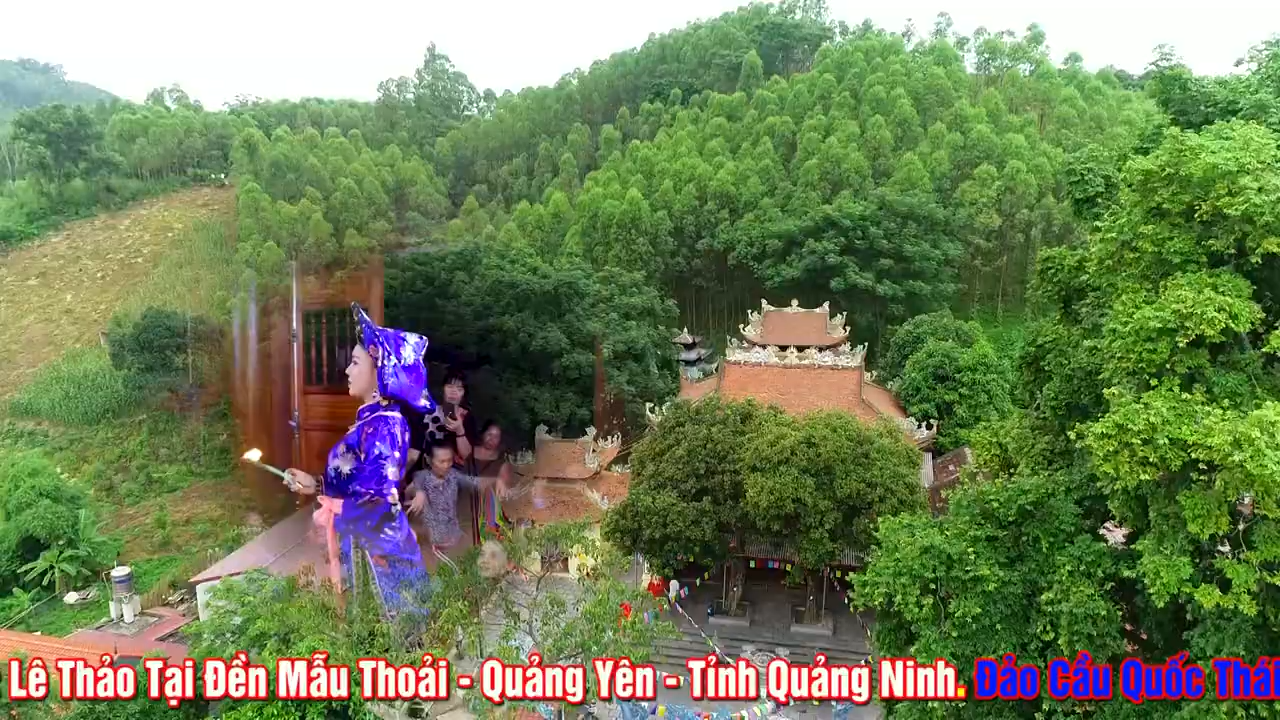 Lê Thảo Tại Đền Mẫu Thoải - Quảng Yên - Tỉnh Quảng Ninh. Đảo Cầu Quốc Thái